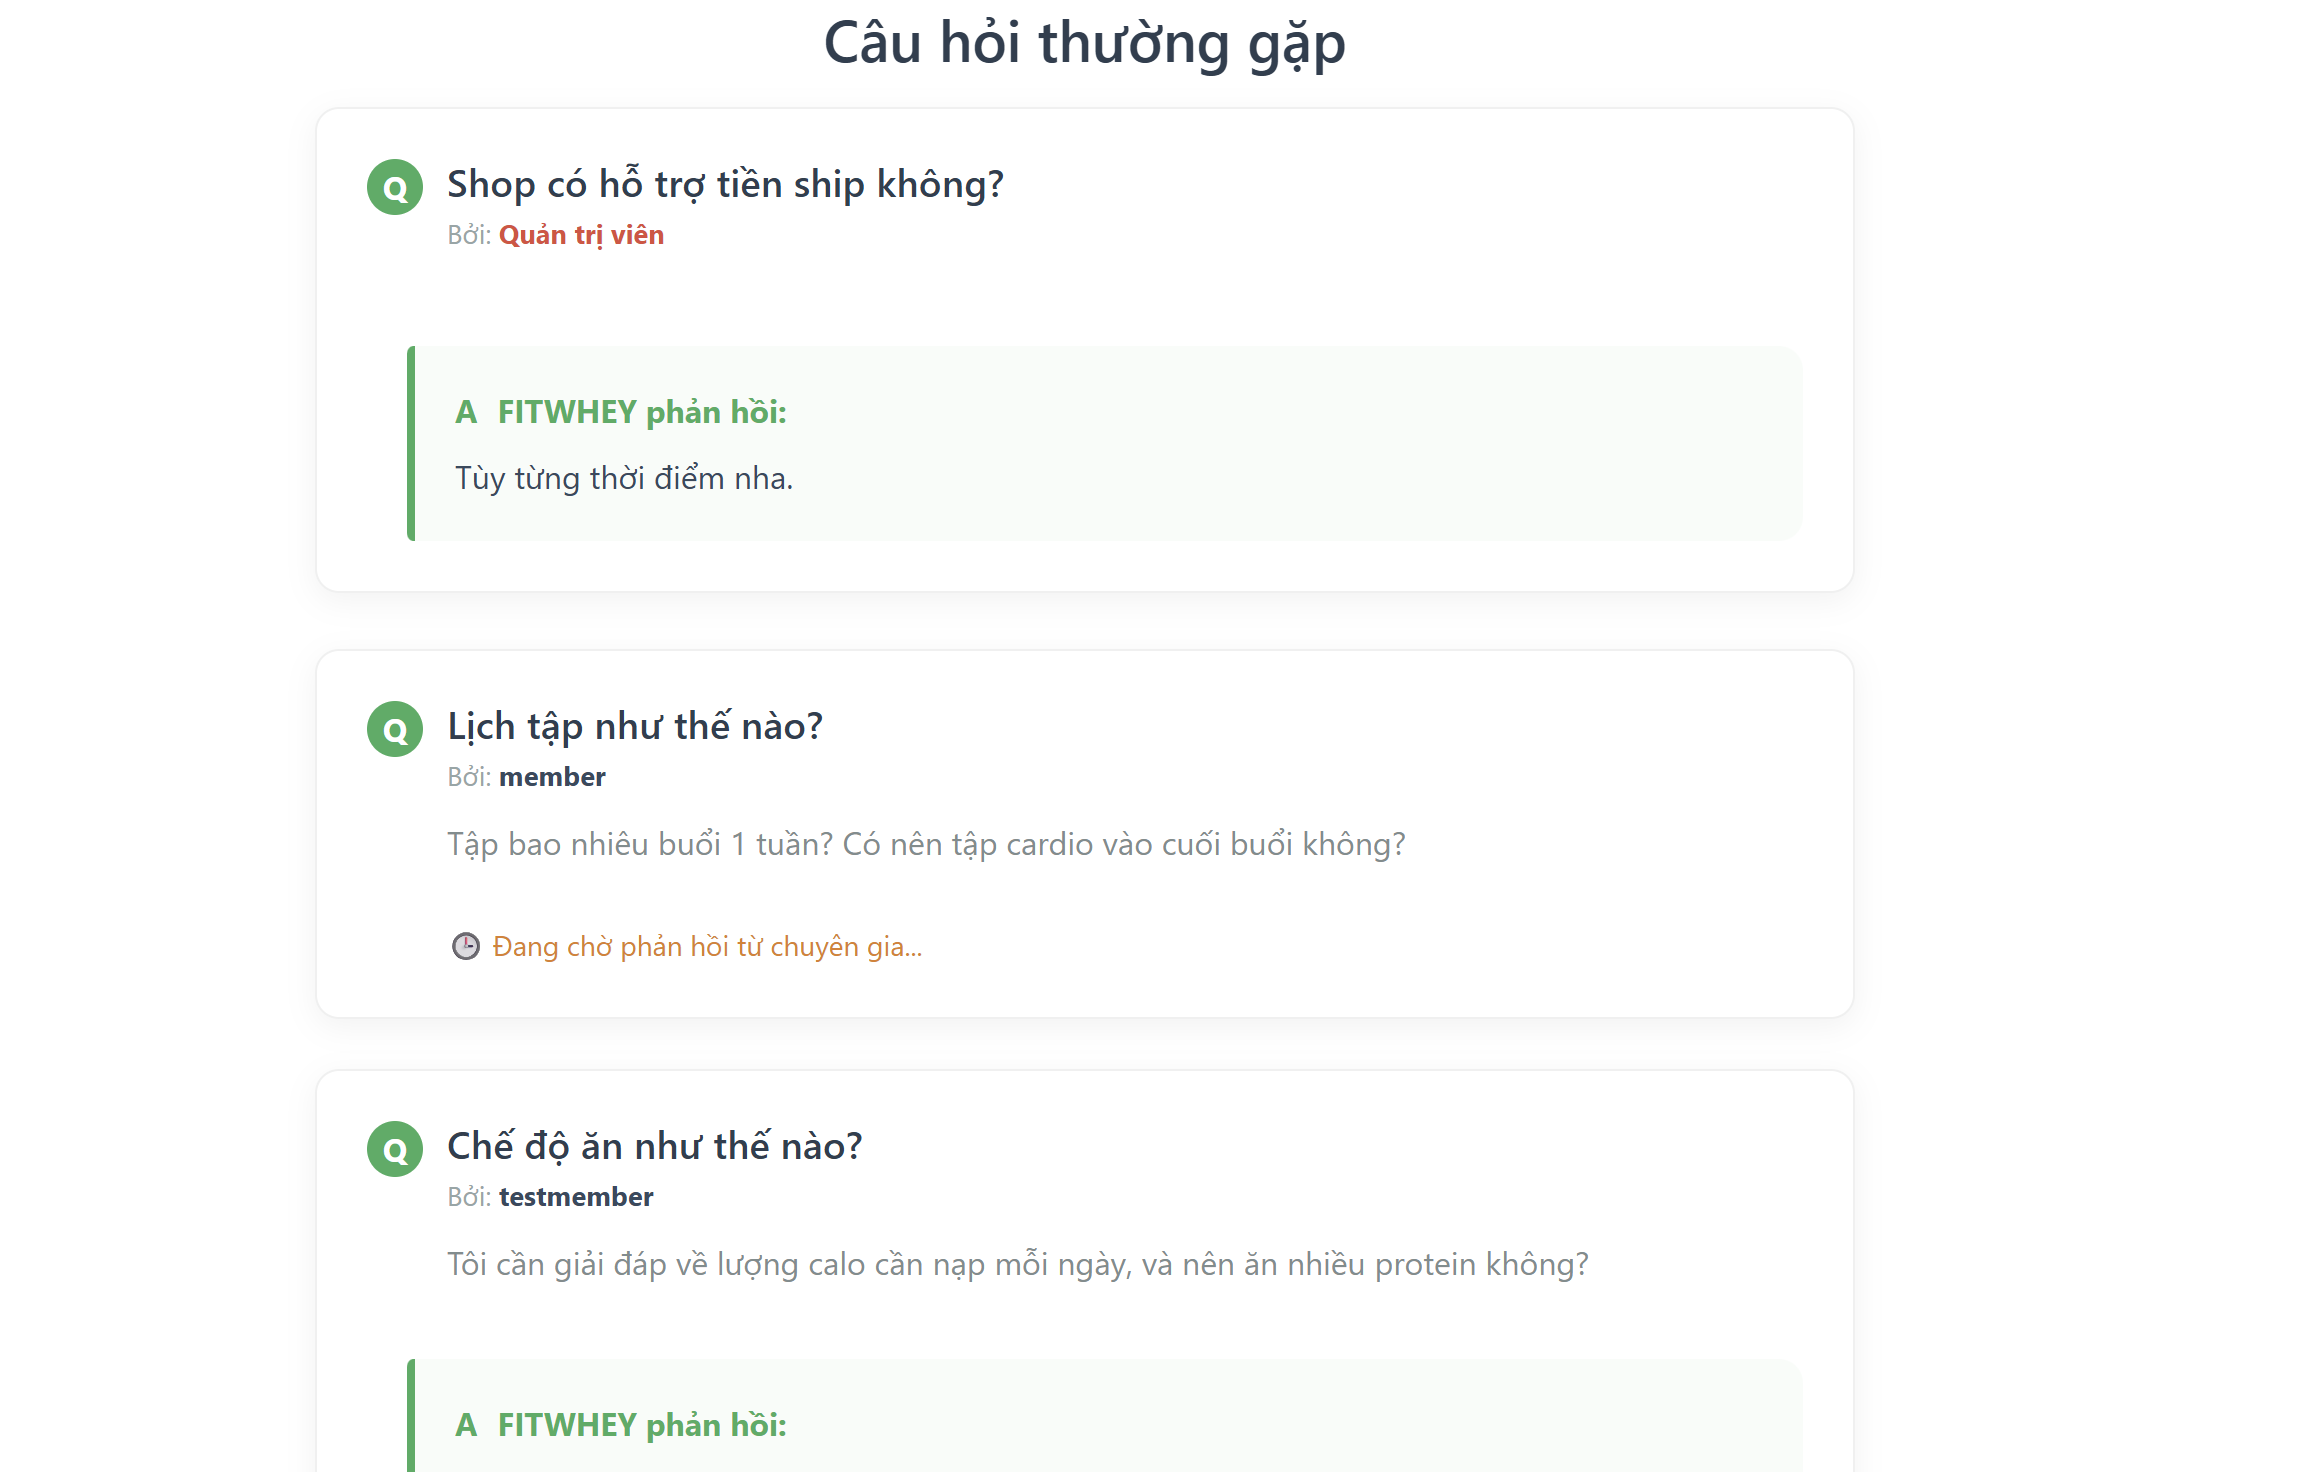 Câu hỏi thường gặp
Q Shop có hỗ trợ tiền ship không?
Bởi: Quản trị viên
A FITWHEY phản hồi:
Tùy từng thời điểm nha.
Q Lịch tập như thế nào?
Bởi: member
Tập bao nhiêu buổi 1 tuần? Có nên tập cardio vào cuối buổi không?
Đang chờ phản hồi từ chuyên gia...
Q Chế độ ăn như thế nào?
Bởi: testmember
Tôi cần giải đáp về lượng calo cần nạp mỗi ngày, và nên ăn nhiều protein không?
A FITWHEY phản hồi: